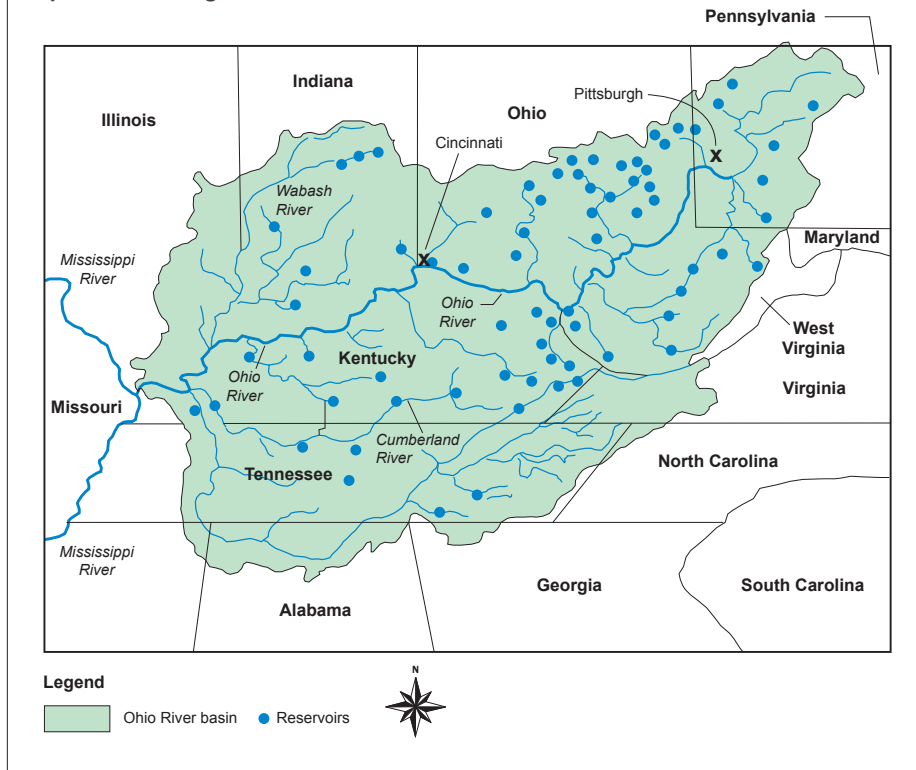 Pennsylvania
Indiana
Ohio
Pittsburgh
Illinois
Cincinnati
X
Wabash
River
Maryland
Mississippi
River
X
Ohio
River
West
Virginia
Kentucky
Ohio
River
Virginia
Missouri
Cumberland
River
North Carolina
Tennessee
Mississippi
River
Georgia
South Carolina
Alabama
N
Legend
Ohio River basin
Reservoirs